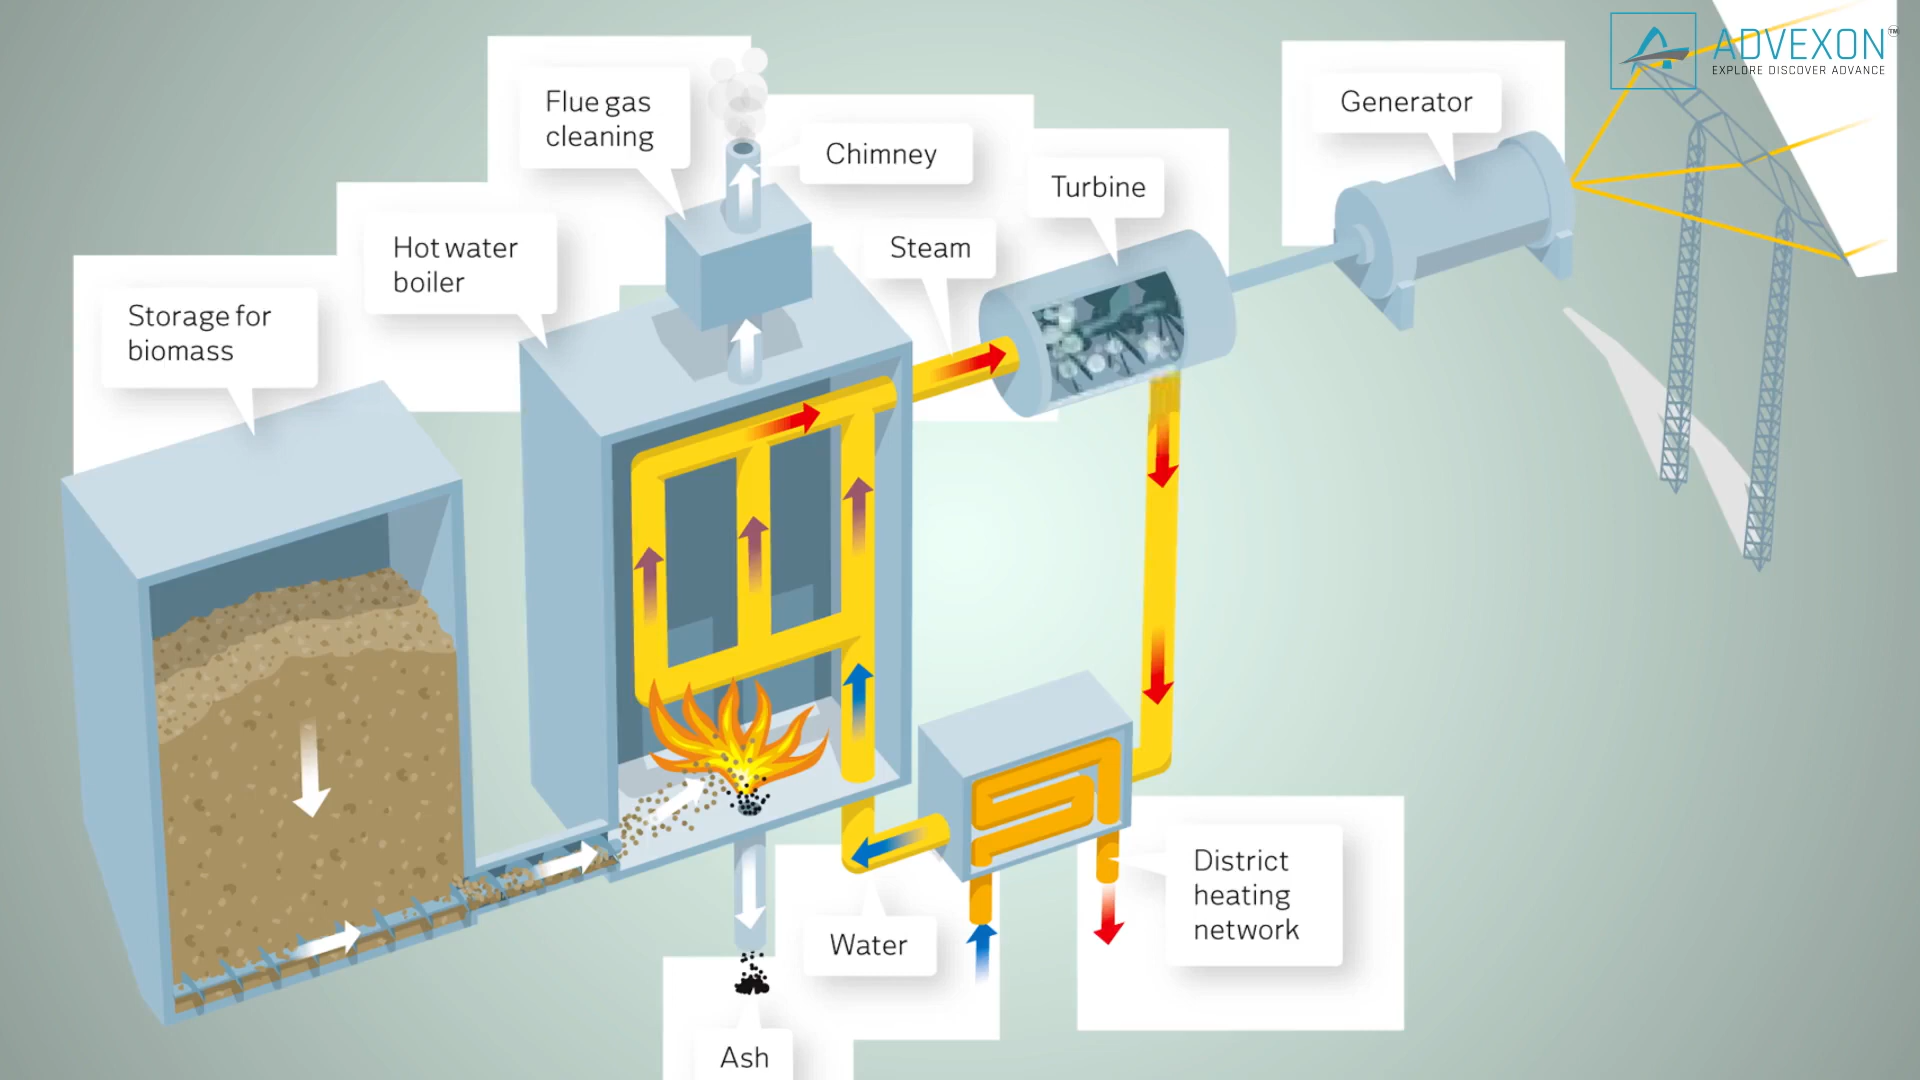 ADVEXON™
EXPLORE DISCOVER ADVANCE
Flue gas
cleaning
Generator
Chimney
Turbine
Hot water
boiler
Steam
Storage for
biomass
District
heating
network
Water
Ash